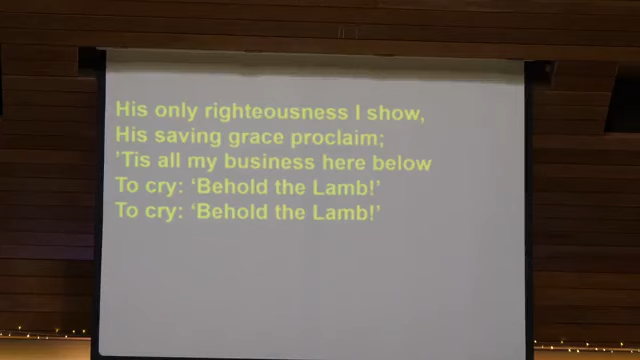 His only righteousness I show,
His saving grace proclaim;
’Tis all my business here below
To cry: ‘Behold the Lamb!’
To cry: ‘Behold the Lamb!’